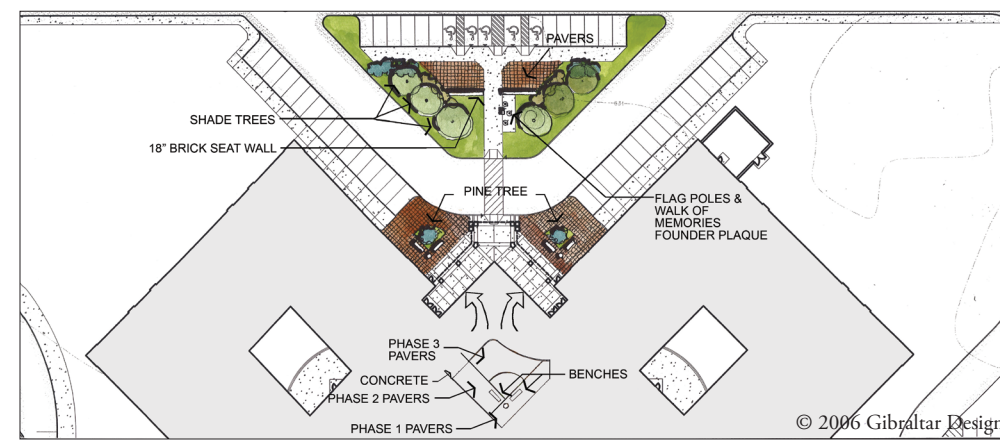 PAVERS
SHADE TREES
18” BRICK SEAT WALL
PINE TREE
FLAG POLES &
WALK OF
MEMORIES
FOUNDER PLAQUE
PHASE 3
PAVERS
CONCRETE
BENCHES
PHASE 2 PAVERS
PHASE 1 PAVERS
© 2006 Gibraltar Design